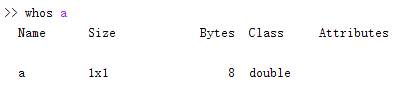 >> whos a
  Name      Size            Bytes  Class     Attributes
  a         1x1                 8  double